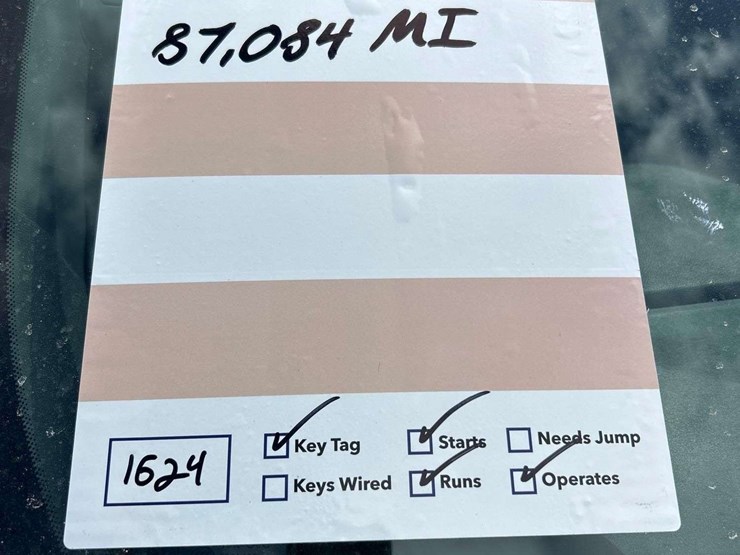 87,084 MI
1624 Key Tag Starts Needs Jump
Keys Wired Runs Operates